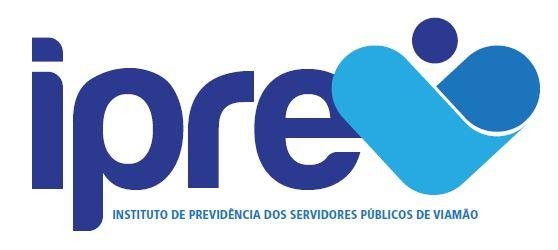 iprev
INSTITUTO DE PREVIDÊNCIA DOS SERVIDORES PÚBLICOS DE VIAMÃO